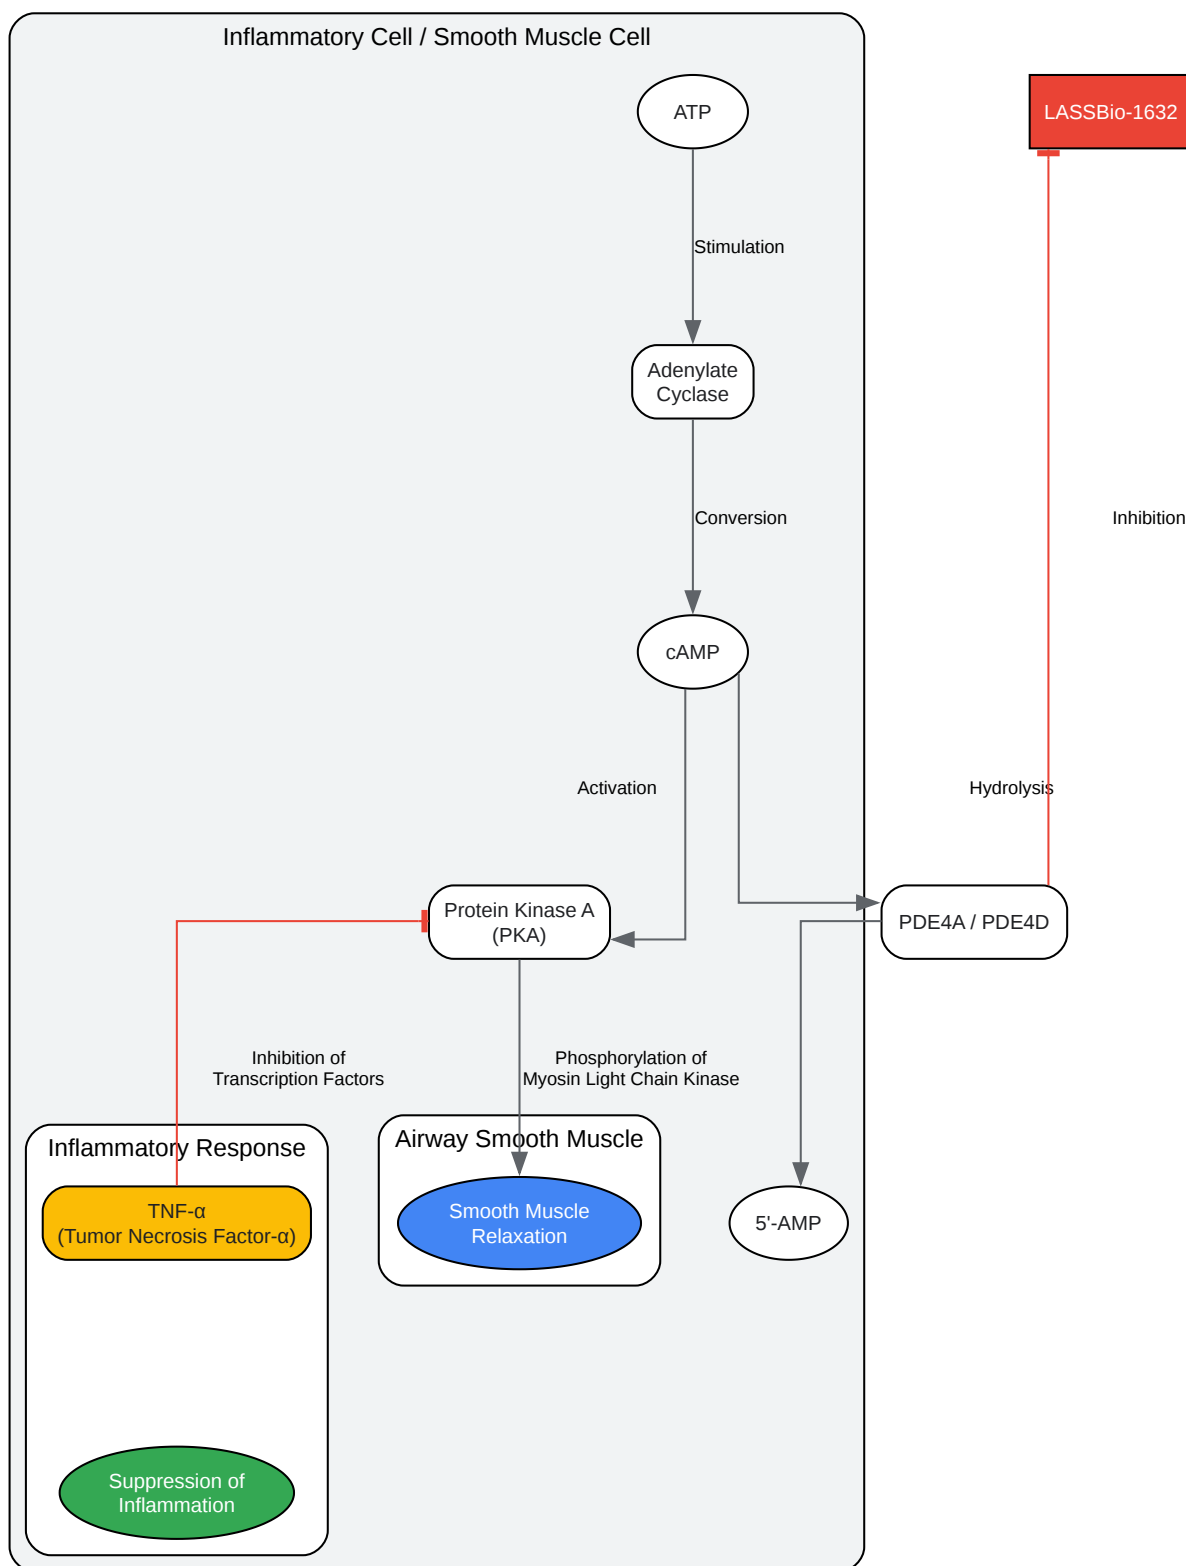 Inflammatory Cell / Smooth Muscle Cell
ATP
LASSBio-1632
Stimulation
Adenylate
Cyclase
Conversion
Inhibition
cAMP
Activation
Hydrolysis
Protein Kinase A
(PKA)
PDE4A / PDE4D
Inhibition of
Transcription Factors
Phosphorylation of
Myosin Light Chain Kinase
Inflammatory Response
Airway Smooth Muscle
TNF-α
(Tumor Necrosis Factor-α)
Smooth Muscle
Relaxation
5'-AMP
Suppression of
Inflammation